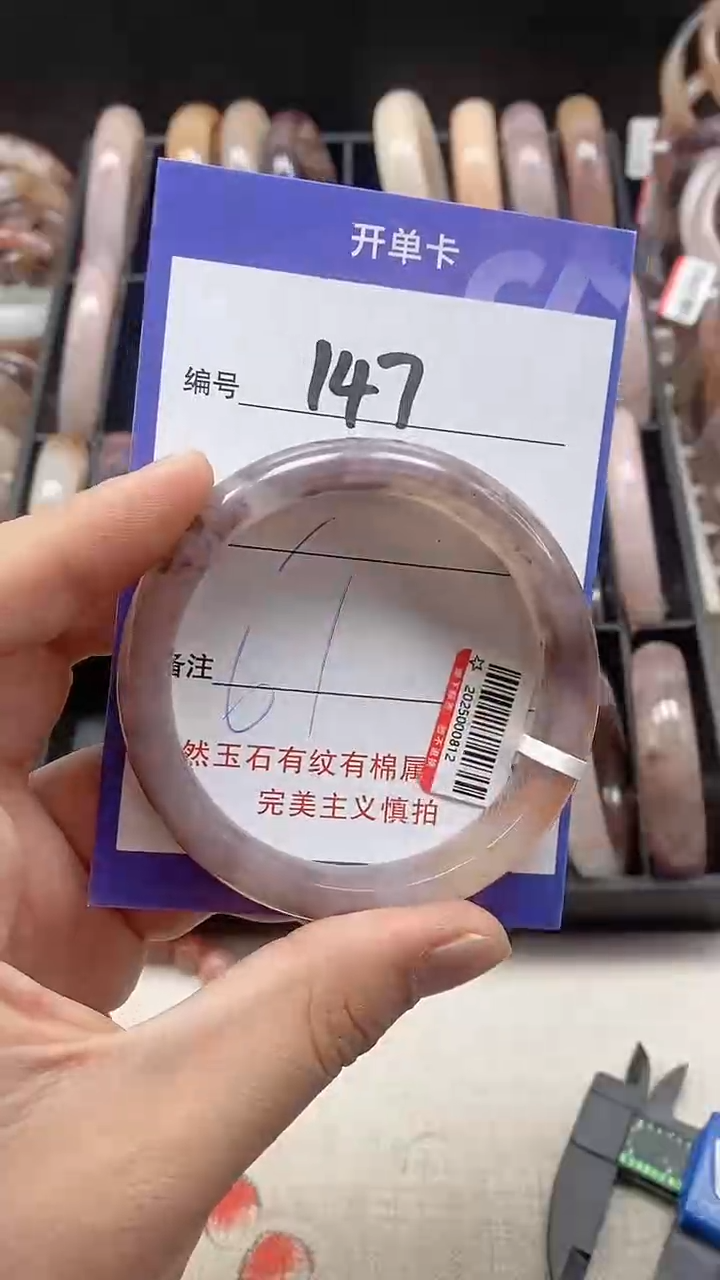 开单卡
编号 147
61
备注
2025000812
然玉石有纹有棉属
完美主义慎拍